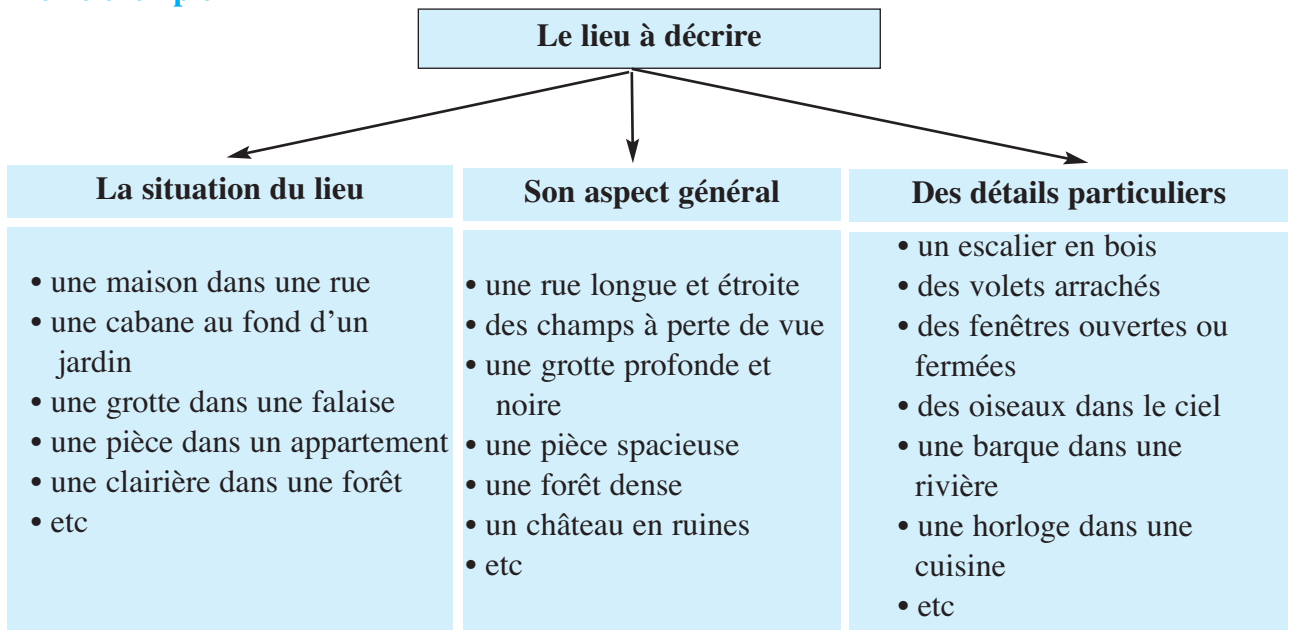 Le lieu à décrire
La situation du lieu
• une maison dans une rue
• une cabane au fond d’un
jardin
• une grotte dans une falaise
• une pièce dans un appartement
• une clairière dans une forêt
• etc
Son aspect général
• une rue longue et étroite
• des champs à perte de vue
• une grotte profonde et
noire
• une pièce spacieuse
• une forêt dense
• un château en ruines
• etc
Des détails particuliers
• un escalier en bois
• des volets arrachés
• des fenêtres ouvertes ou
fermées
• des oiseaux dans le ciel
• une barque dans une
rivière
• une horloge dans une
cuisine
• etc